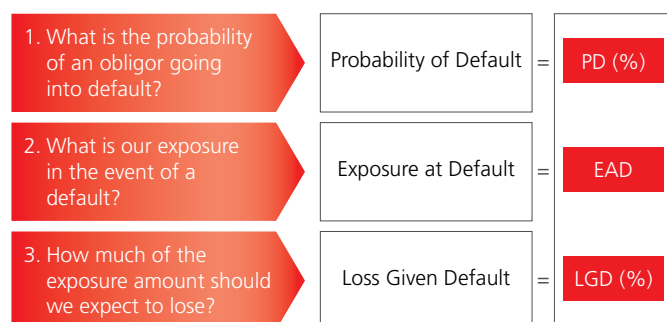 1. What is the probability
of an obligor going
into default?
Probability of Default = PD (%)
2. What is our exposure
in the event of a
default?
Exposure at Default = EAD
3. How much of the
exposure amount should
we expect to lose?
Loss Given Default = LGD (%)